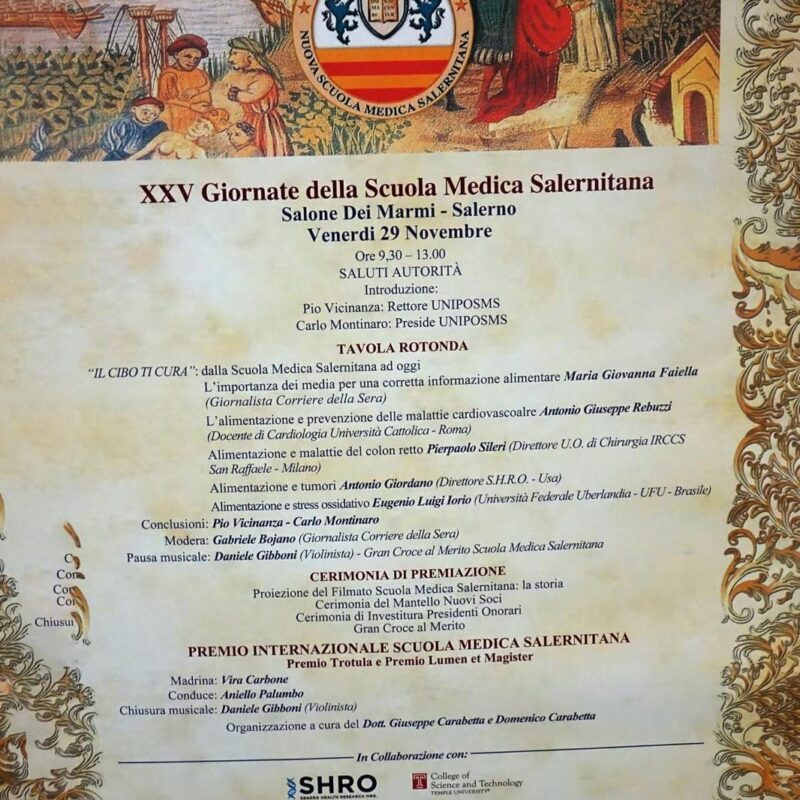 NUOVA SCUOLA MEDICA SALERNITANA
XXV Giornate della Scuola Medica Salernitana
Salone Dei Marmi - Salerno
Venerdi 29 Novembre
Ore 9,30 – 13.00
SALUTI AUTORITÀ
Introduzione:
Pio Vicinanza: Rettore UNIPOSMS
Carlo Montinaro: Preside UNIPOSMS
TAVOLA ROTONDA
“IL CIBO TI CURA”: dalla Scuola Medica Salernitana ad oggi
L’importanza dei media per una corretta informazione alimentare Maria Giovanna Faiella
(Giornalista Corriere della Sera)
L’alimentazione e prevenzione delle malattie cardiovascoalre Antonio Giuseppe Rebuzzi
(Docente di Cardiologia Università Cattolica - Roma)
Alimentazione e malattie del colon retto Pierpaolo Sileri (Direttore U.O. di Chirurgia IRCCS
San Raffaele - Milano)
Alimentazione e tumori Antonio Giordano (Direttore S.H.R.O. - Usa)
Alimentazione e stress ossidativo Eugenio Luigi Iorio (Università Federale Uberlandia - UFU - Brasile)
Conclusioni: Pio Vicinanza - Carlo Montinaro
Modera: Gabriele Bojano (Giornalista Corriere della Sera)
Pausa musicale: Daniele Gibboni (Violinista) - Gran Croce al Merito Scuola Medica Salernitana
CERIMONIA DI PREMIAZIONE
Proiezione del Filmato Scuola Medica Salernitana: la storia
Cerimonia del Mantello Nuovi Soci
Cerimonia di Investitura Presidenti Onorari
Gran Croce al Merito
PREMIO INTERNAZIONALE SCUOLA MEDICA SALERNITANA
Premio Trotula e Premio Lumen et Magister
Madrina: Vira Carbone
Conduce: Aniello Palumbo
Chiusura musicale: Daniele Gibboni (Violinista)
Organizzazione a cura del Dott. Giuseppe Carabetta e Domenico Carabetta
In Collaborazione con:
SHRO
SBARRO HEALTH RESEARCH ORG.
College of
Science and Technology
TEMPLE UNIVERSITY®